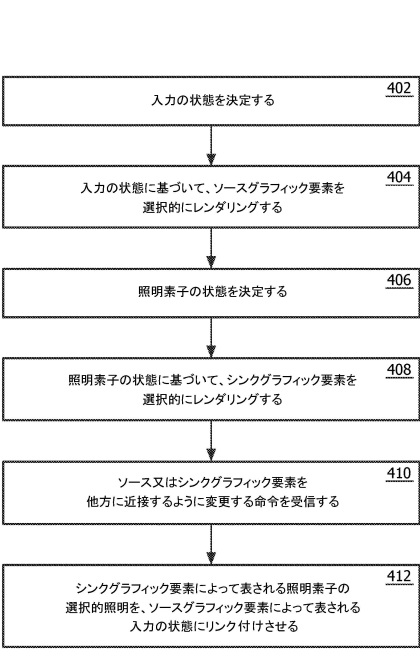 402
入力の状態を決定する
404
入力の状態に基づいて、ソースグラフィック要素を
選択的にレンダリングする
406
照明素子の状態を決定する
408
照明素子の状態に基づいて、シンクグラフィック要素を
選択的にレンダリングする
410
ソース又はシンクグラフィック要素を
他方に近接するように変更する命令を受信する
412
シンクグラフィック要素によって表される照明素子の
選択的照明を、ソースグラフィック要素によって表される
入力の状態にリンク付けさせる